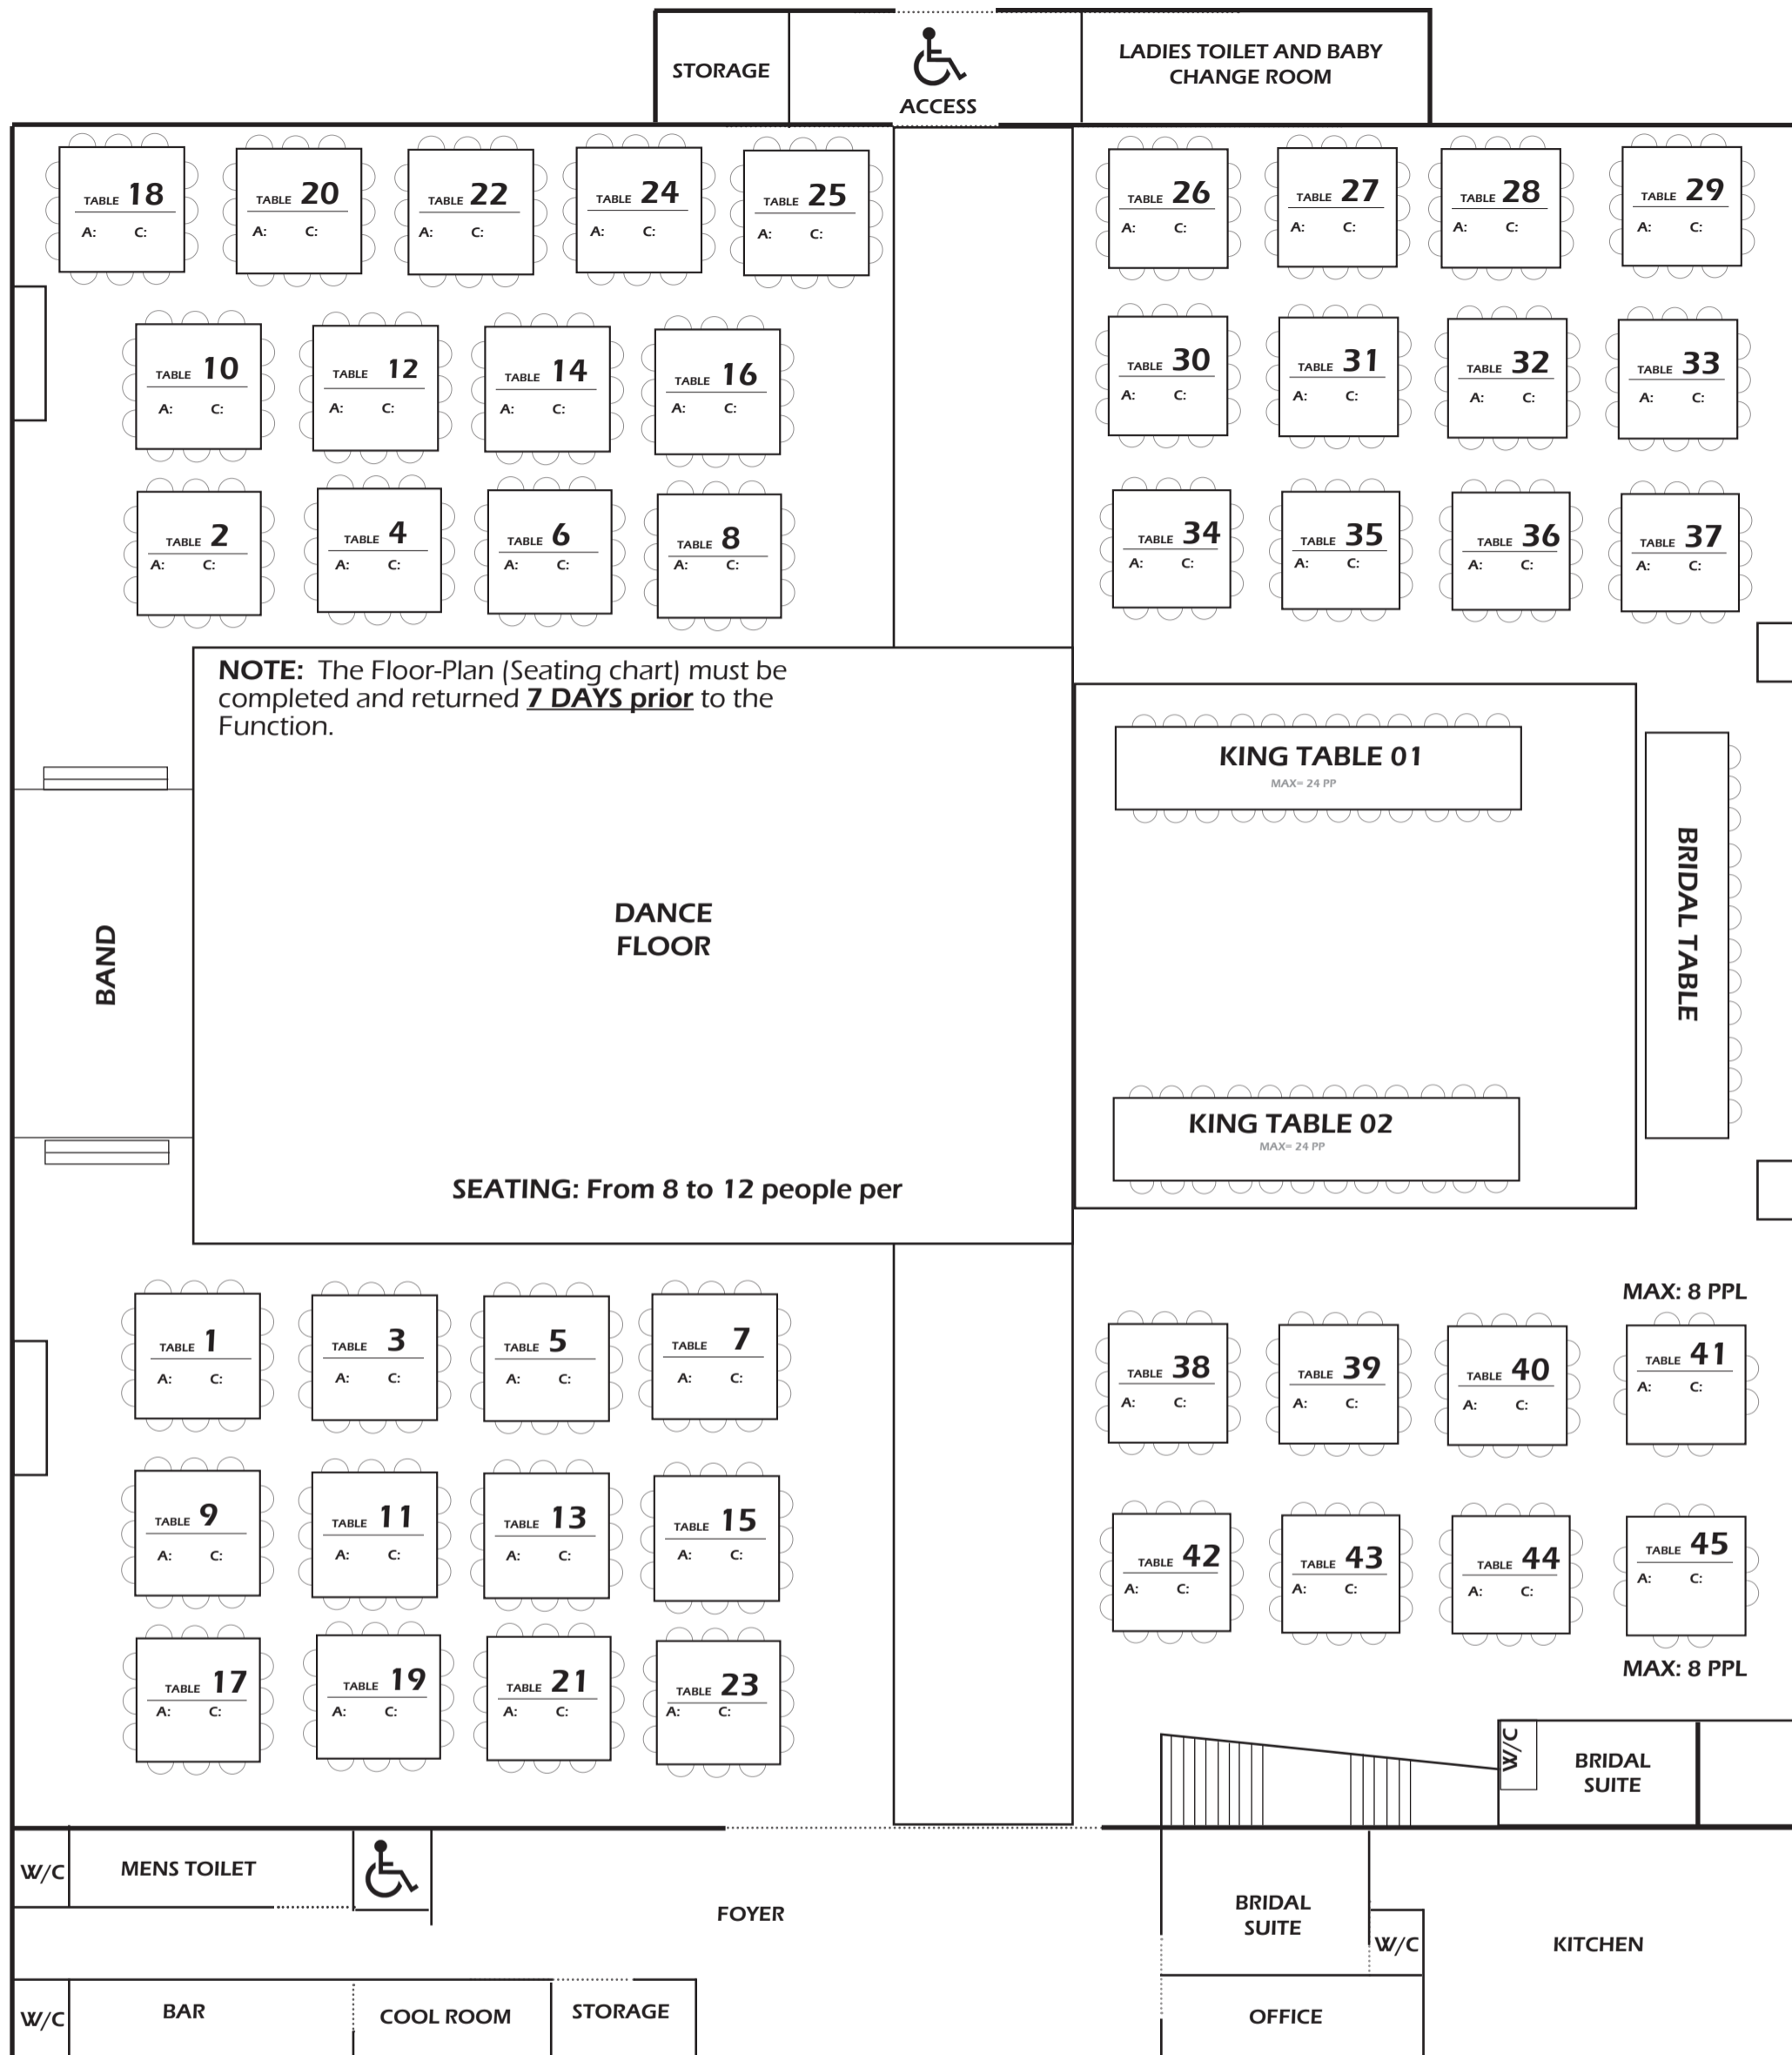 STORAGE
ACCESS
LADIES TOILET AND BABY
CHANGE ROOM
TABLE 18
A: C:
TABLE 20
A: C:
TABLE 22
A: C:
TABLE 24
A: C:
TABLE 25
A: C:
TABLE 26
A: C:
TABLE 27
A: C:
TABLE 28
A: C:
TABLE 29
A: C:
TABLE 10
A: C:
TABLE 12
A: C:
TABLE 14
A: C:
TABLE 16
A: C:
TABLE 30
A: C:
TABLE 31
A: C:
TABLE 32
A: C:
TABLE 33
A: C:
TABLE 2
A: C:
TABLE 4
A: C:
TABLE 6
A: C:
TABLE 8
A: C:
TABLE 34
A: C:
TABLE 35
A: C:
TABLE 36
A: C:
TABLE 37
A: C:
NOTE: The Floor-Plan (Seating chart) must be
completed and returned 7 DAYS prior to the
Function.
KING TABLE 01
MAX= 24 PP
BRIDAL TABLE
BAND
DANCE
FLOOR
KING TABLE 02
MAX= 24 PP
SEATING: From 8 to 12 people per
TABLE 1
A: C:
TABLE 3
A: C:
TABLE 5
A: C:
TABLE 7
A: C:
TABLE 38
A: C:
TABLE 39
A: C:
TABLE 40
A: C:
MAX: 8 PPL
TABLE 41
A: C:
TABLE 9
A: C:
TABLE 11
A: C:
TABLE 13
A: C:
TABLE 15
A: C:
TABLE 42
A: C:
TABLE 43
A: C:
TABLE 44
A: C:
TABLE 45
A: C:
MAX: 8 PPL
TABLE 17
A: C:
TABLE 19
A: C:
TABLE 21
A: C:
TABLE 23
A: C:
W/C
BRIDAL
SUITE
W/C
MENS TOILET
FOYER
BRIDAL
SUITE
W/C
KITCHEN
W/C
BAR
COOL ROOM
STORAGE
OFFICE